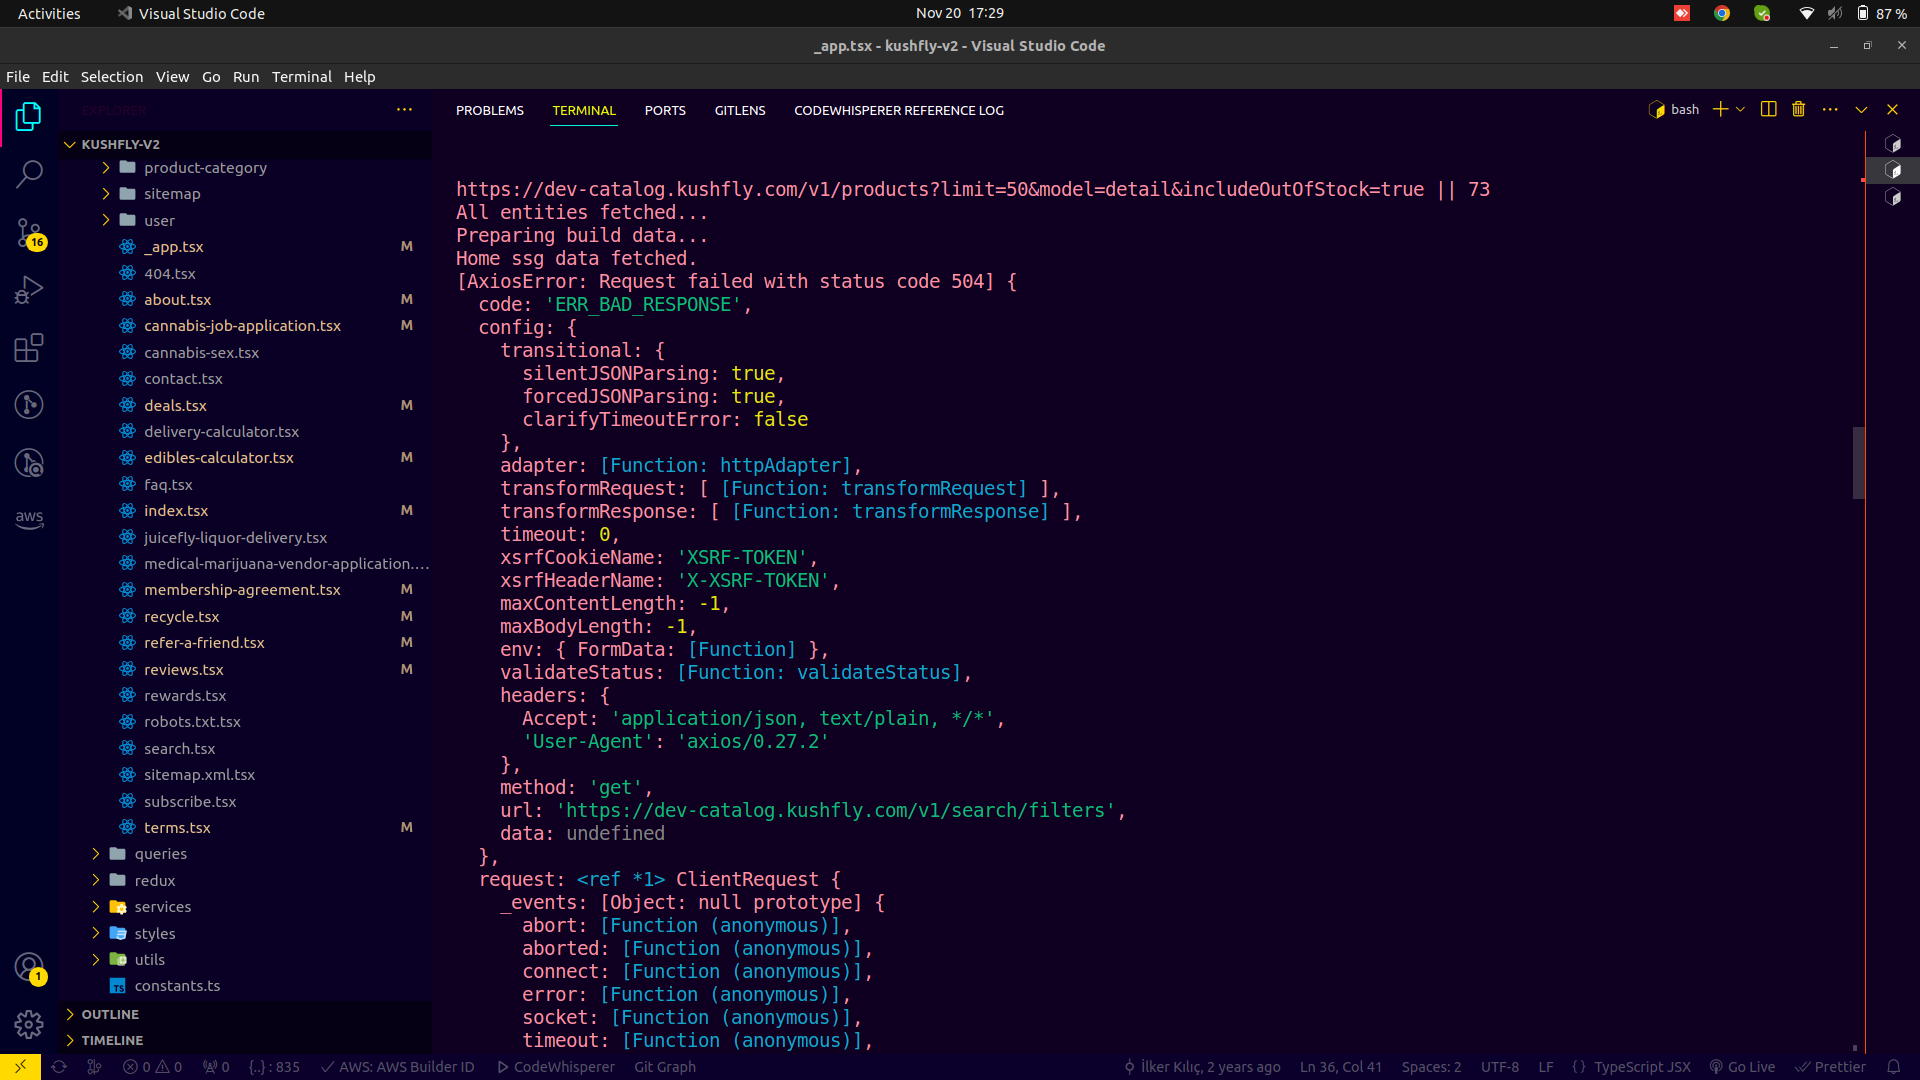 Activities
Visual Studio Code
Nov 20 17:29
87 %
_app.tsx - kushfly-v2 - Visual Studio Code
File Edit Selection View Go Run Terminal Help
EXPLORER
KUSHFLY-V2
product-category
sitemap
user
_app.tsx M
404.tsx
about.tsx M
cannabis-job-application.tsx M
cannabis-sex.tsx
contact.tsx
deals.tsx M
delivery-calculator.tsx
edibles-calculator.tsx M
faq.tsx
index.tsx M
juicefly-liquor-delivery.tsx
medical-marijuana-vendor-application....
membership-agreement.tsx M
recycle.tsx M
refer-a-friend.tsx M
reviews.tsx M
rewards.tsx
robots.txt.tsx
search.tsx
sitemap.xml.tsx
subscribe.tsx
terms.tsx M
queries
redux
services
styles
utils
TS constants.ts
OUTLINE
TIMELINE
16
aws
1
PROBLEMS TERMINAL PORTS GITLENS CODEWHISPERER REFERENCE LOG
bash
https://dev-catalog.kushfly.com/v1/products?limit=50&model=detail&includeOutOfStock=true || 73
All entities fetched...
Preparing build data...
Home ssg data fetched.
[AxiosError: Request failed with status code 504] {
code: 'ERR_BAD_RESPONSE',
config: {
transitional: {
silentJSONParsing: true,
forcedJSONParsing: true,
clarifyTimeoutError: false
},
adapter: [Function: httpAdapter],
transformRequest: [ [Function: transformRequest] ],
transformResponse: [ [Function: transformResponse] ],
timeout: 0,
xsrfCookieName: 'XSRF-TOKEN',
xsrfHeaderName: 'X-XSRF-TOKEN',
maxContentLength: -1,
maxBodyLength: -1,
env: { FormData: [Function] },
validateStatus: [Function: validateStatus],
headers: {
Accept: 'application/json, text/plain, */*',
'User-Agent': 'axios/0.27.2'
},
method: 'get',
url: 'https://dev-catalog.kushfly.com/v1/search/filters',
data: undefined
},
request: <ref *1> ClientRequest {
_events: [Object: null prototype] {
abort: [Function (anonymous)],
aborted: [Function (anonymous)],
connect: [Function (anonymous)],
error: [Function (anonymous)],
socket: [Function (anonymous)],
timeout: [Function (anonymous)],
0 0 0 {..} : 835 AWS: AWS Builder ID CodeWhisperer Git Graph İlker Kılıç, 2 years ago Ln 36, Col 41 Spaces: 2 UTF-8 LF {} TypeScript JSX Go Live Prettier